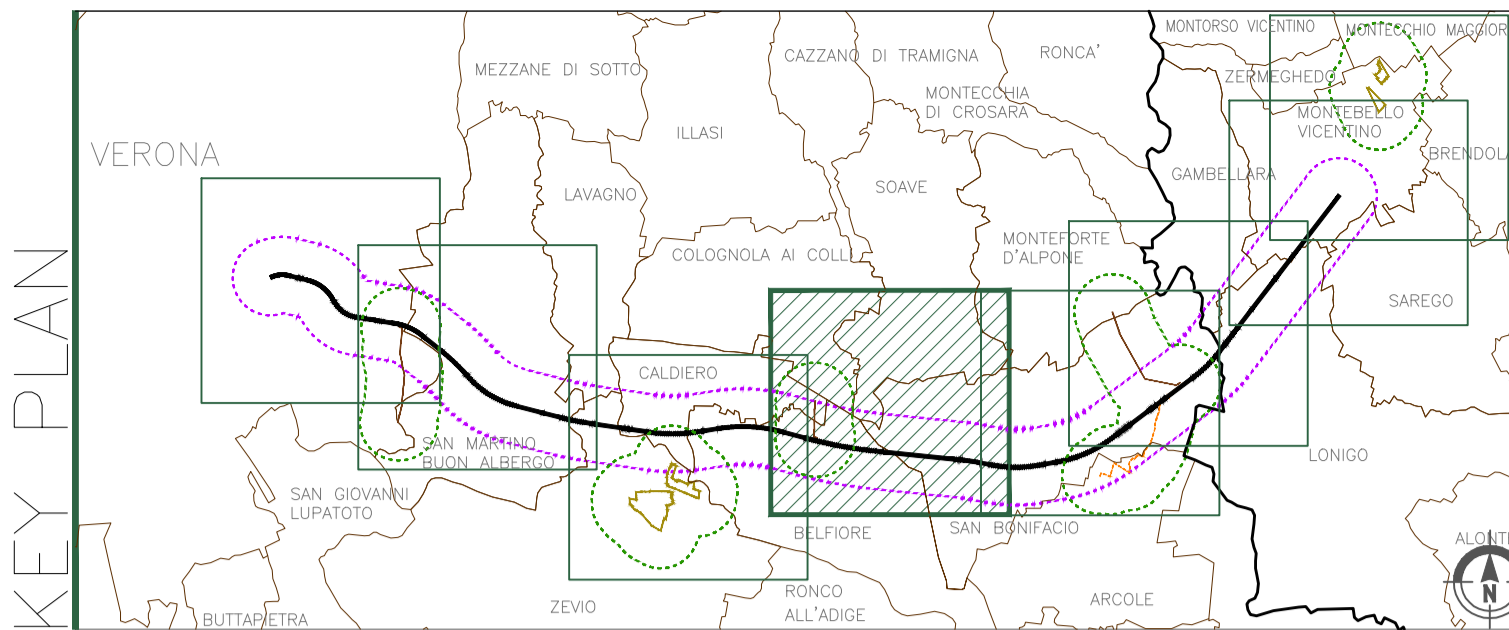 KEY PLAN
MONTORSO VICENTINO
MONTECCHIO MAGGIOR
MEZZANE DI SOTTO
CAZZANO DI TRAMIGNA
RONCA'
ZERMEGHEDO
MONTECCHIA
DI CROSARA
MONTEBELLO
VICENTINO
ILLASI
VERONA
BRENDOLA
LAVAGNO
SOAVE
GAMBELLARA
COLOGNOLA AI COLLI
MONTEFORTE
D'ALPONE
SAREGO
CALDIERO
SAN MARTINO
BUON ALBERGO
LONIGO
SAN GIOVANNI
LUPATOTO
BELFIORE
SAN BONIFACIO
ALONTE
ZEVIO
RONCO
ALL'ADIGE
ARCOLE
BUTTAPIETRA
N